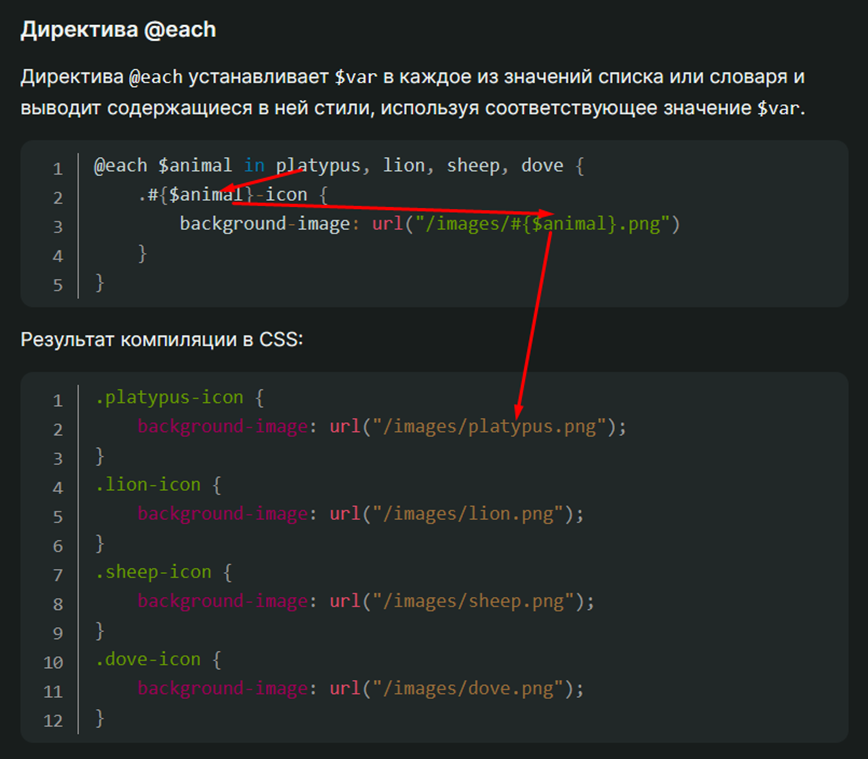 Директива @each
Директива @each устанавливает $var в каждое из значений списка или словаря и
выводит содержащиеся в ней стили, используя соответствующее значение $var.
1 @each $animal in platypus, lion, sheep, dove {
2 .#{$animal}-icon {
3 background-image: url("/images/#{$animal}.png")
4 }
5 }
Результат компиляции в CSS:
1 .platypus-icon {
2 background-image: url("/images/platypus.png");
3 }
4 .lion-icon {
5 background-image: url("/images/lion.png");
6 }
7 .sheep-icon {
8 background-image: url("/images/sheep.png");
9 }
10 .dove-icon {
11 background-image: url("/images/dove.png");
12 }